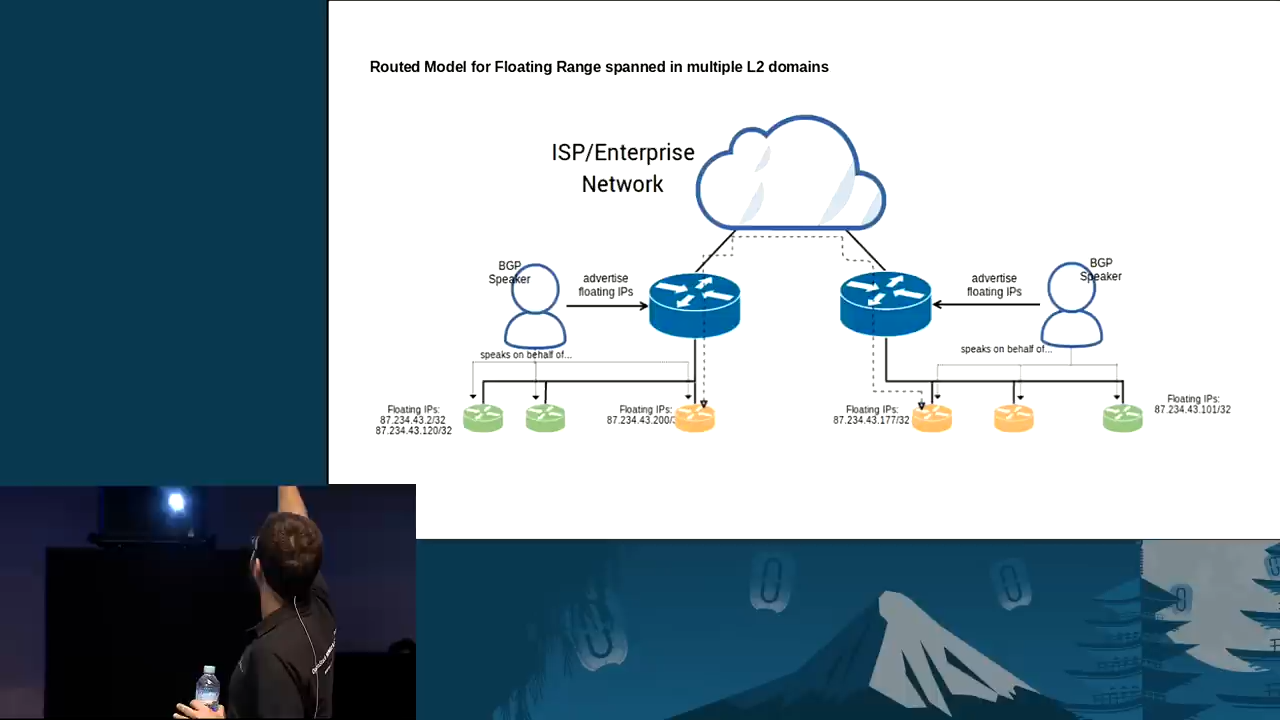 Routed Model for Floating Range spanned in multiple L2 domains
ISP/Enterprise
Network
BGP
Speaker
advertise
floating IPs
advertise
floating IPs
BGP
Speaker
speaks on behalf of...
speaks on behalf of...
Floating IPs:
87.234.43.2/32
87.234.43.120/32
Floating IPs:
87.234.43.200/
Floating IPs:
87.234.43.177/32
Floating IPs:
87.234.43.101/32